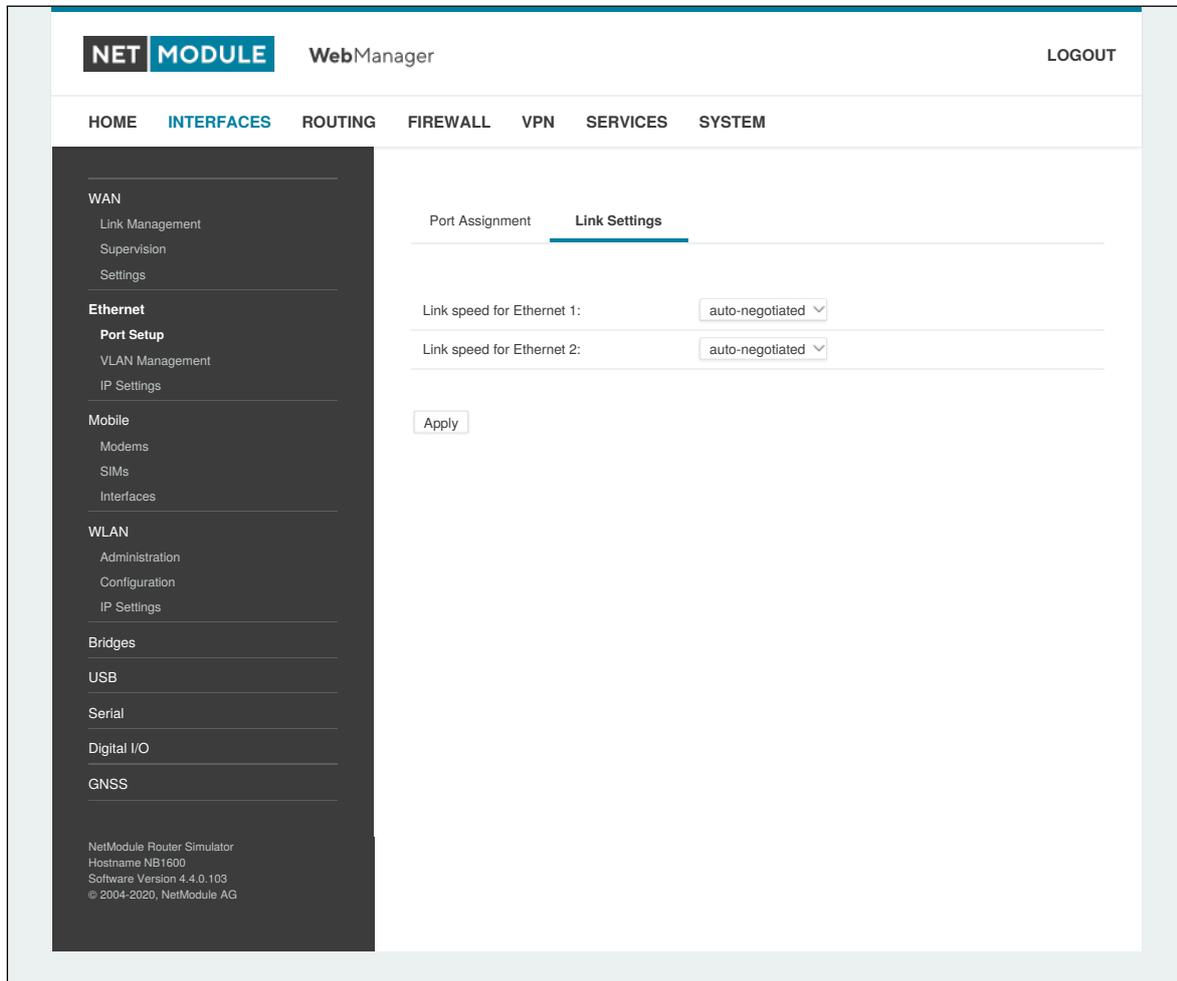 NET MODULE WebManager LOGOUT
HOME INTERFACES ROUTING FIREWALL VPN SERVICES SYSTEM
WAN
Link Management
Supervision
Settings
Ethernet
Port Setup
VLAN Management
IP Settings
Mobile
Modems
SIMs
Interfaces
WLAN
Administration
Configuration
IP Settings
Bridges
USB
Serial
Digital I/O
GNSS
NetModule Router Simulator
Hostname NB1600
Software Version 4.4.0.103
© 2004-2020, NetModule AG
Port Assignment Link Settings
Link speed for Ethernet 1: auto-negotiated
Link speed for Ethernet 2: auto-negotiated
Apply